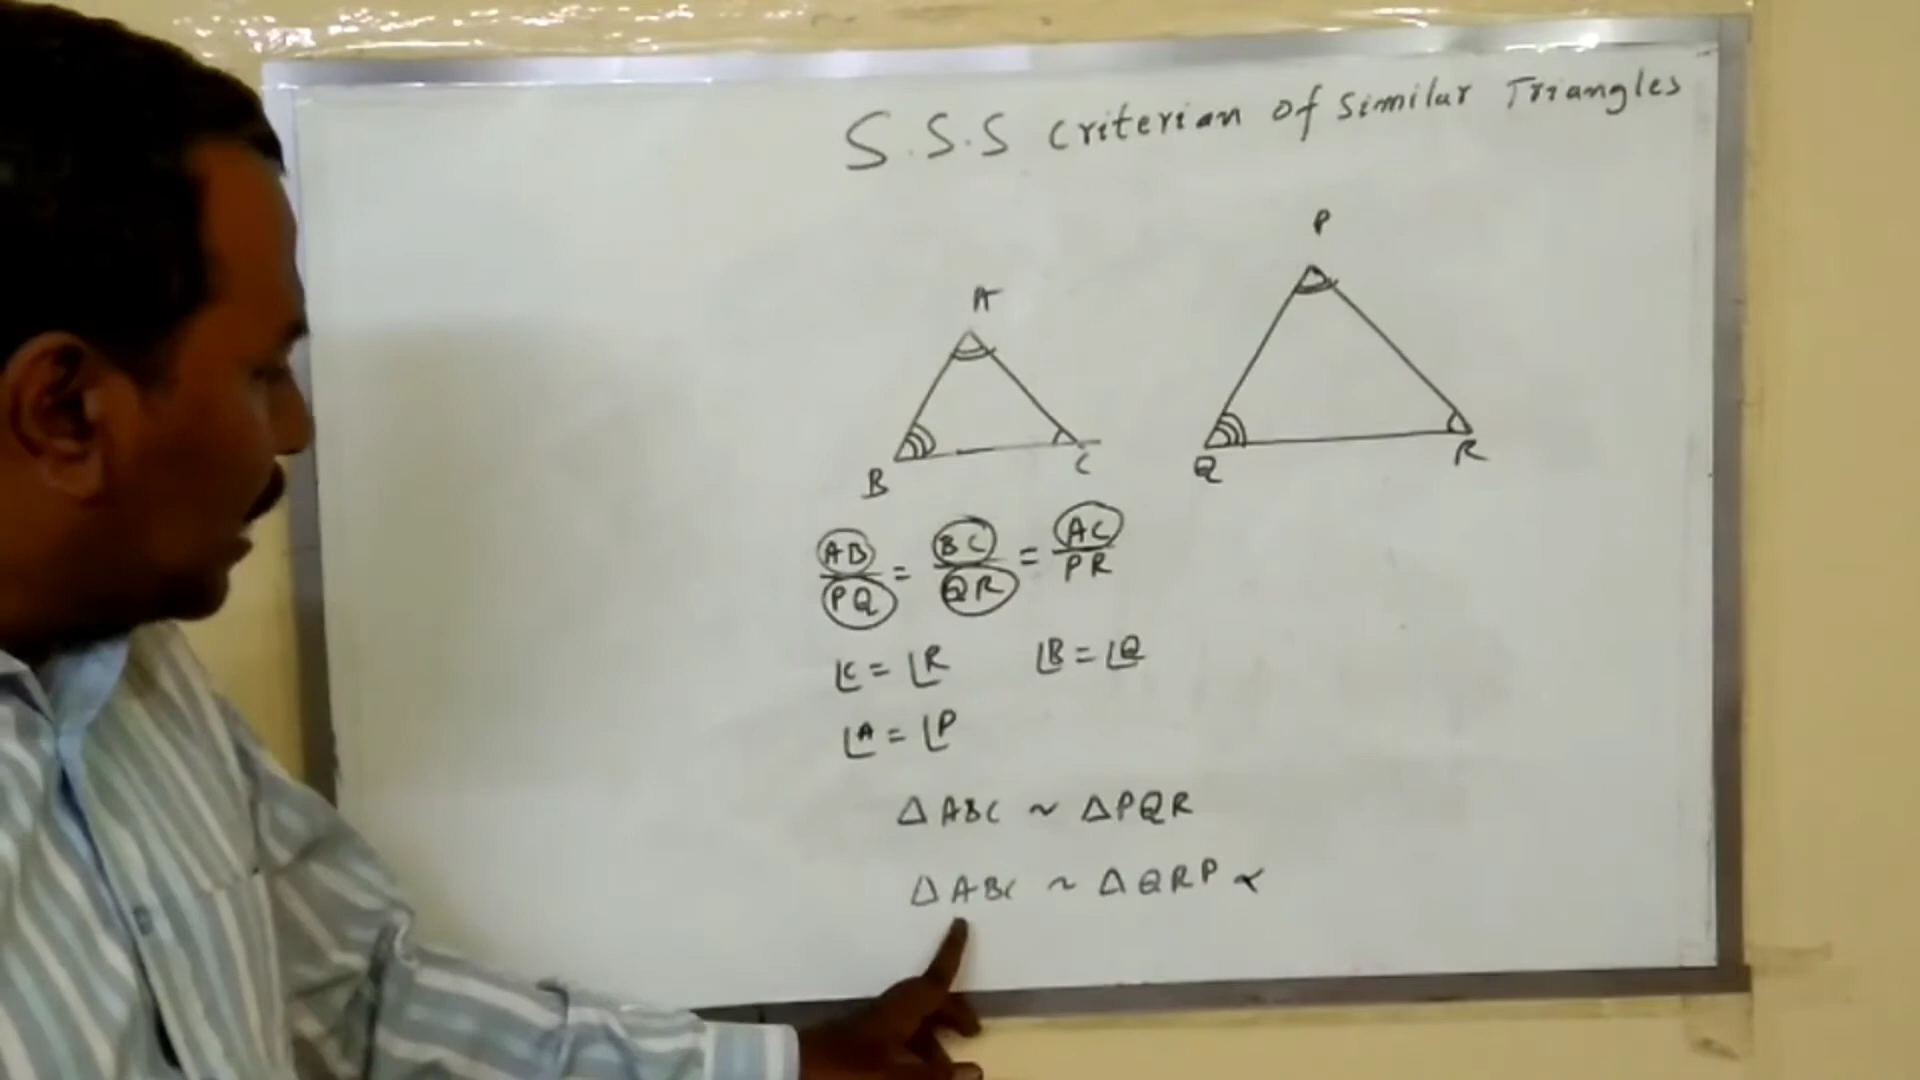 S.S.S Criterian Of Similar Triangles
P
A
B C Q R
AB/PQ = BC/QR = AC/PR
∠C = ∠R ∠B = ∠Q
∠A = ∠P
Δ ABC ~ Δ PQR
Δ ABC ~ Δ QRP ×